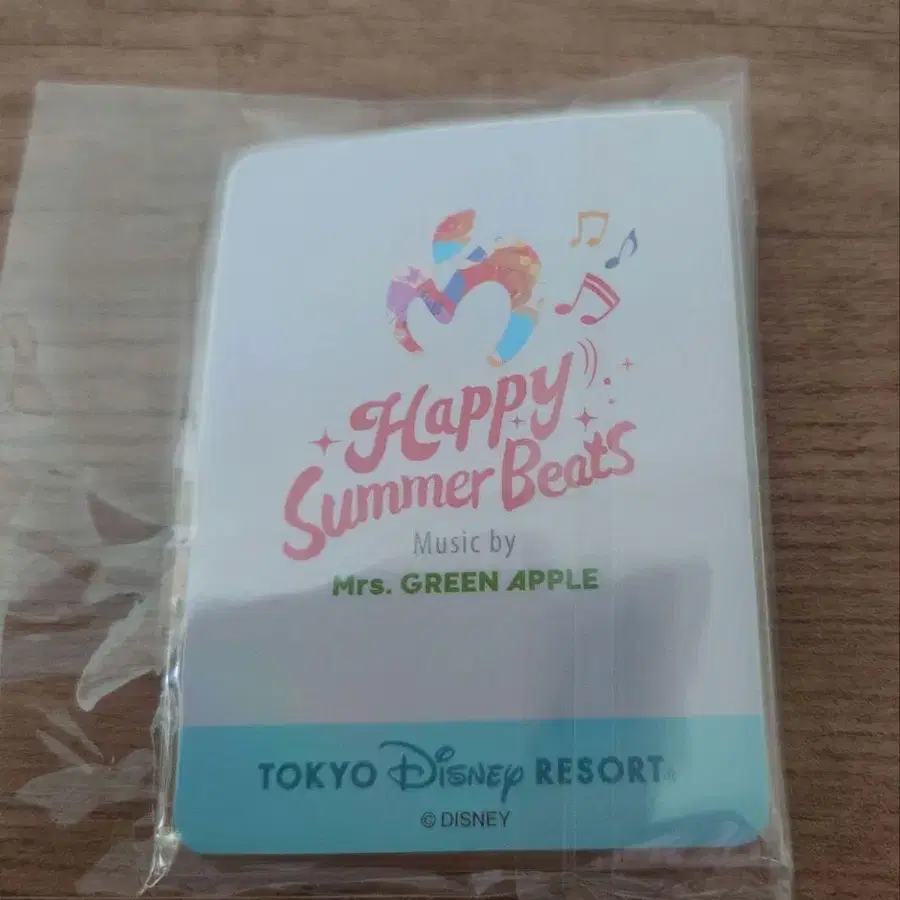 Happy
Summer Beats
Music by
Mrs. GREEN APPLE
TOKYO Disney RESORT®
© DISNEY